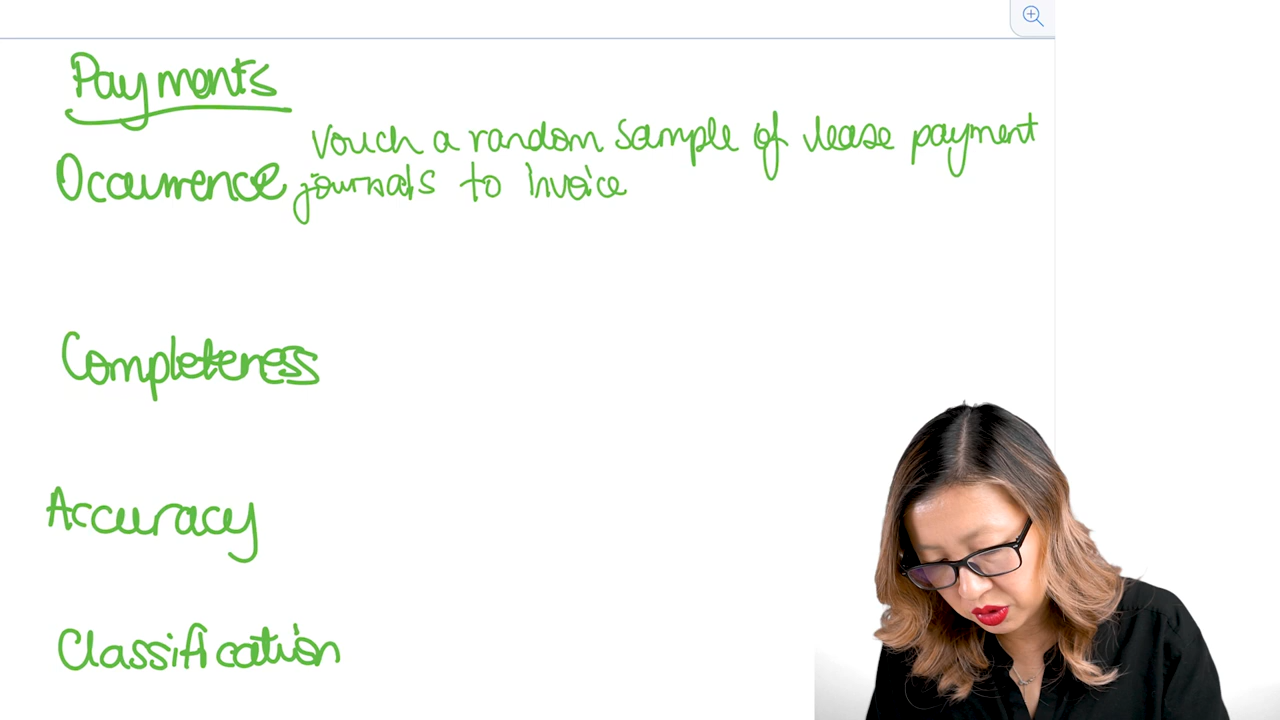 Payments
Vouch a random sample of lease payment
Occurrence journals to invoice
Completeness
Accuracy
Classification